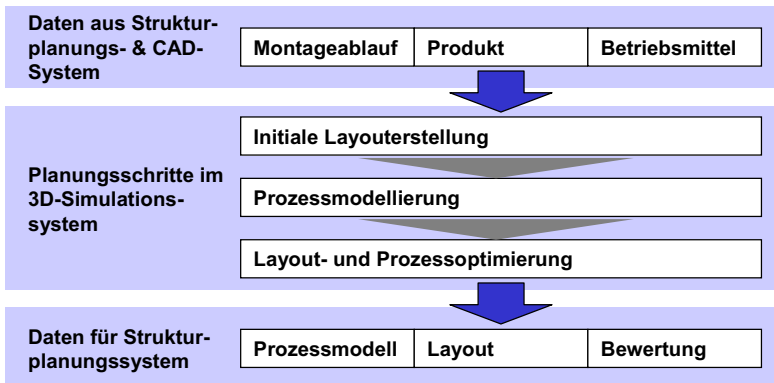 Daten aus Struktur-
planungs- & CAD-
System
Montageablauf
Produkt
Betriebsmittel
Planungsschritte im
3D-Simulations-
system
Initiale Layouterstellung
Prozessmodellierung
Layout- und Prozessoptimierung
Daten für Struktur-
planungssystem
Prozessmodell
Layout
Bewertung